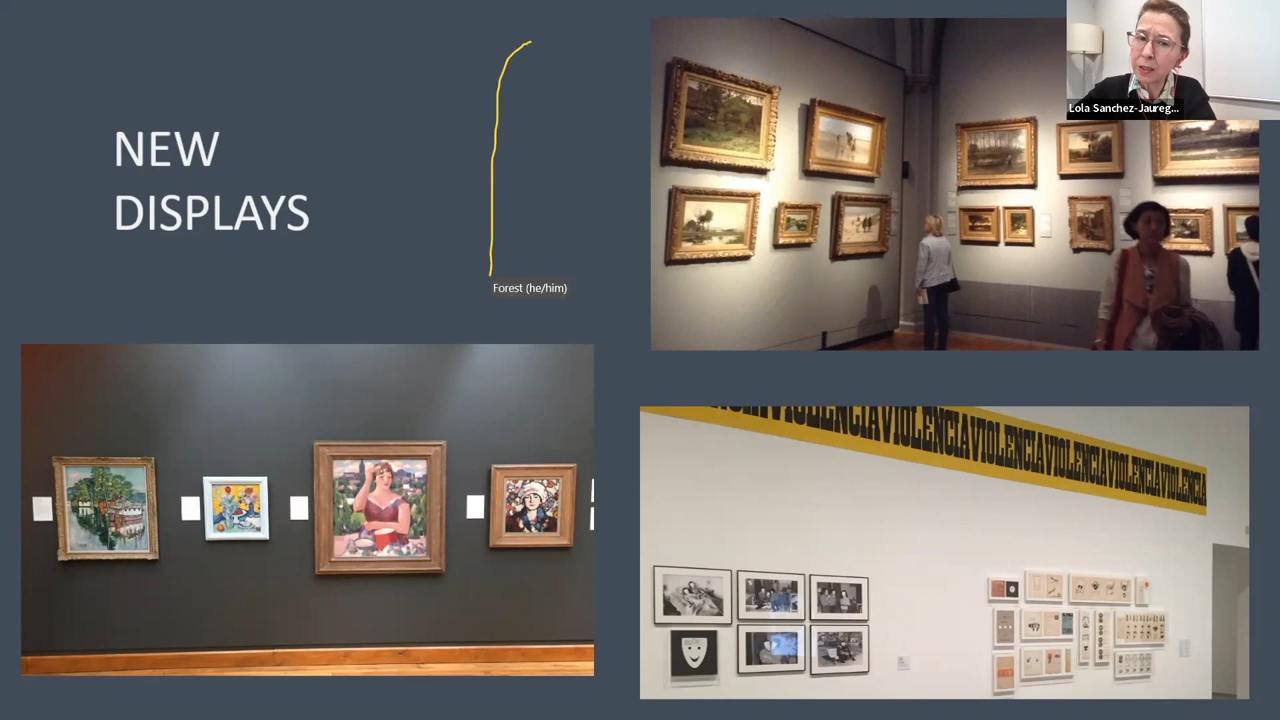 NEW
DISPLAYS
Forest (he/him)
Lola Sanchez-Jaureg...
VIOLENCIAVIOLENCIAVIOLENCIAVIOLENCIAVIOLENCIA